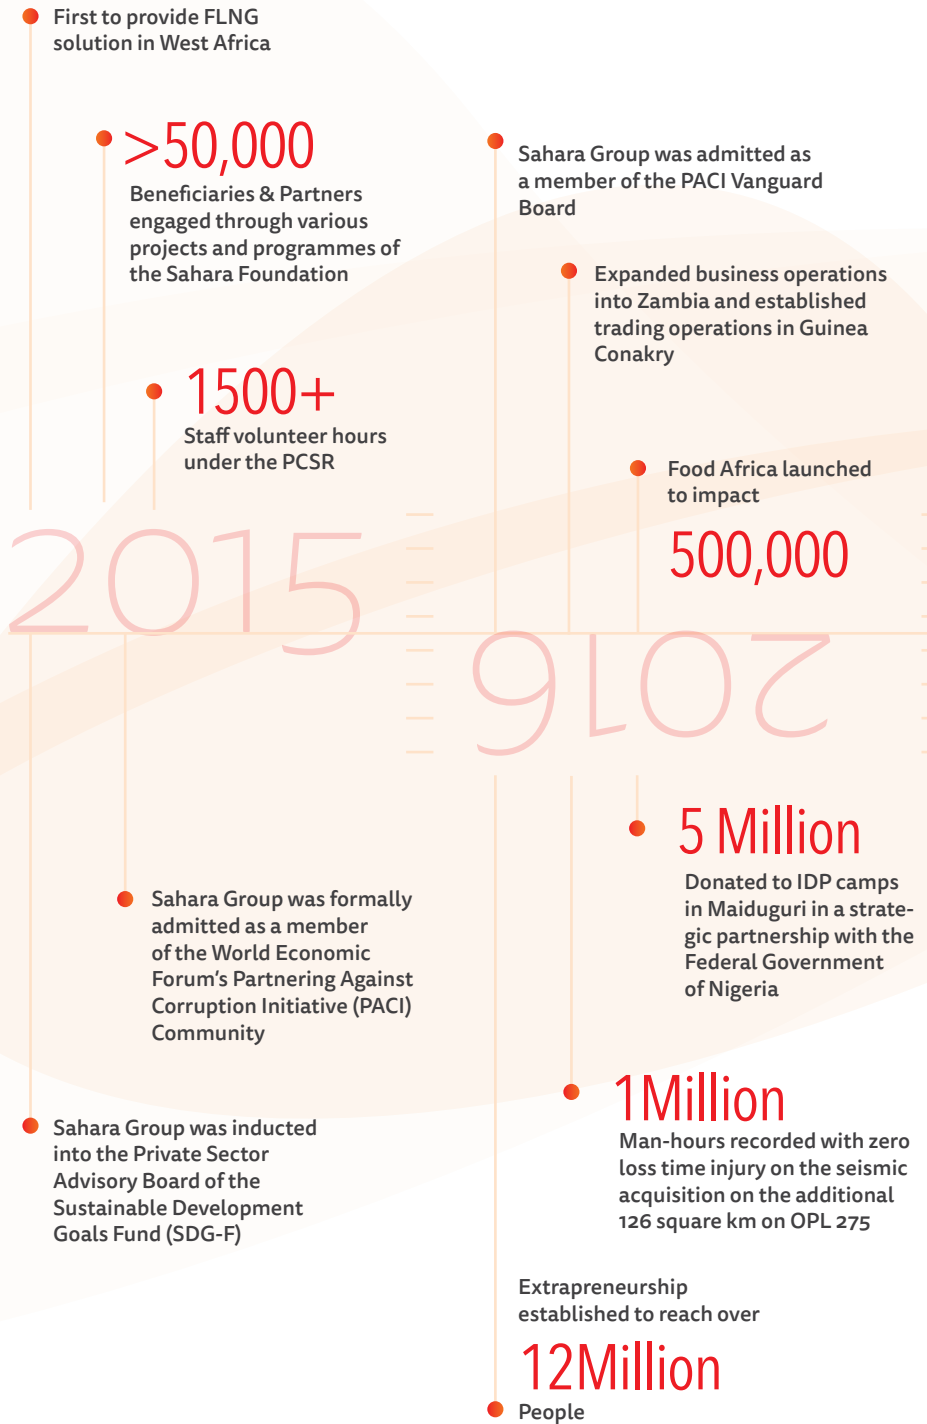 First to provide FLNG
solution in West Africa
>50,000
Beneficiaries & Partners
engaged through various
projects and programmes of
the Sahara Foundation
1500+
Staff volunteer hours
under the PCSR
2015
Sahara Group was formally
admitted as a member
of the World Economic
Forum's Partnering Against
Corruption Initiative (PACI)
Community
Sahara Group was inducted
into the Private Sector
Advisory Board of the
Sustainable Development
Goals Fund (SDG-F)
Sahara Group was admitted as
a member of the PACI Vanguard
Board
Expanded business operations
into Zambia and established
trading operations in Guinea
Conakry
Food Africa launched
to impact
500,000
2016
5 Million
Donated to IDP camps
in Maiduguri in a strate-
gic partnership with the
Federal Government
of Nigeria
1Million
Man-hours recorded with zero
loss time injury on the seismic
acquisition on the additional
126 square km on OPL 275
Extrapreneurship
established to reach over
12Million
People